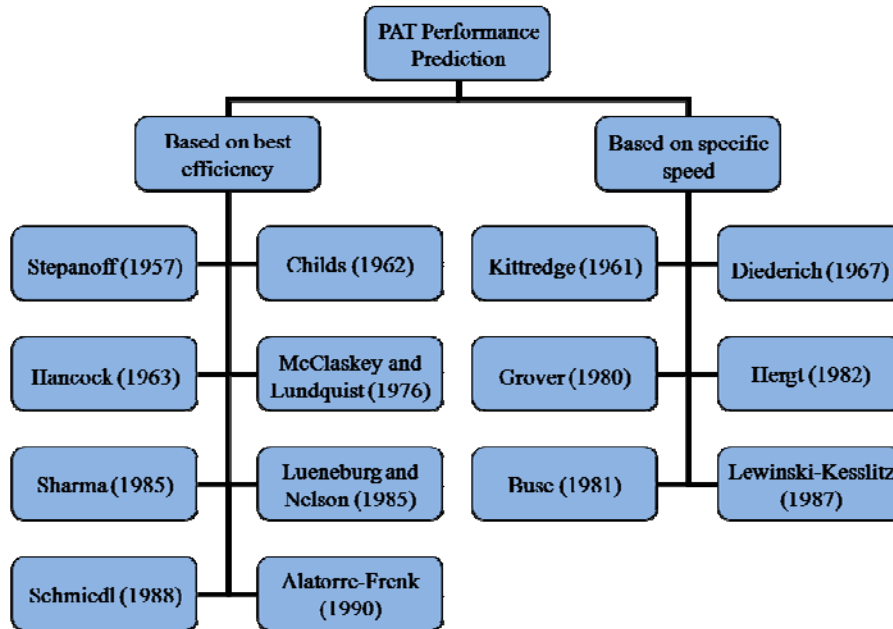 PAT Performance
Prediction
Based on best
efficiency
Based on specific
speed
Stepanoff (1957)
Childs (1962)
Kittredge (1961)
Diederich (1967)
Hancock (1963)
McClaskey and
Lundquist (1976)
Grover (1980)
Hergt (1982)
Sharma (1985)
Lueneburg and
Nelson (1985)
Buse (1981)
Lewinski-Kesslitz
(1987)
Schmiedl (1988)
Alatorre-Frenk
(1990)